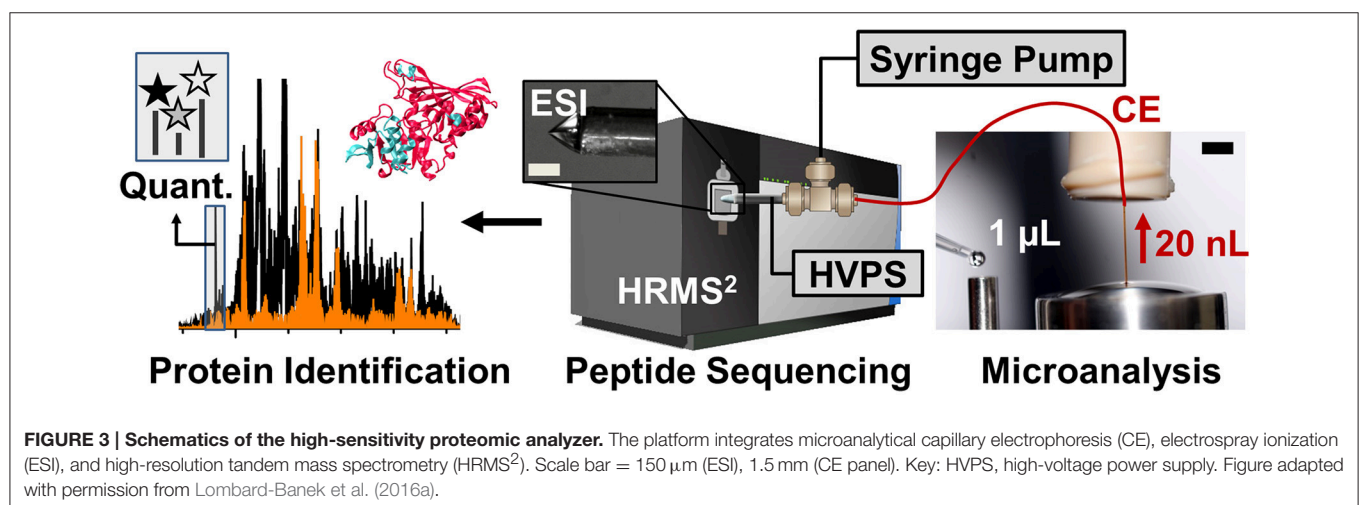 Syringe Pump
ESI
CE
Quant.
1 µL
20 nL
HVPS
HRMS²
Protein Identification
Peptide Sequencing
Microanalysis
FIGURE 3 | Schematics of the high-sensitivity proteomic analyzer. The platform integrates microanalytical capillary electrophoresis (CE), electrospray ionization
(ESI), and high-resolution tandem mass spectrometry (HRMS²). Scale bar = 150 µm (ESI), 1.5 mm (CE panel). Key: HVPS, high-voltage power supply. Figure adapted
with permission from Lombard-Banek et al. (2016a).